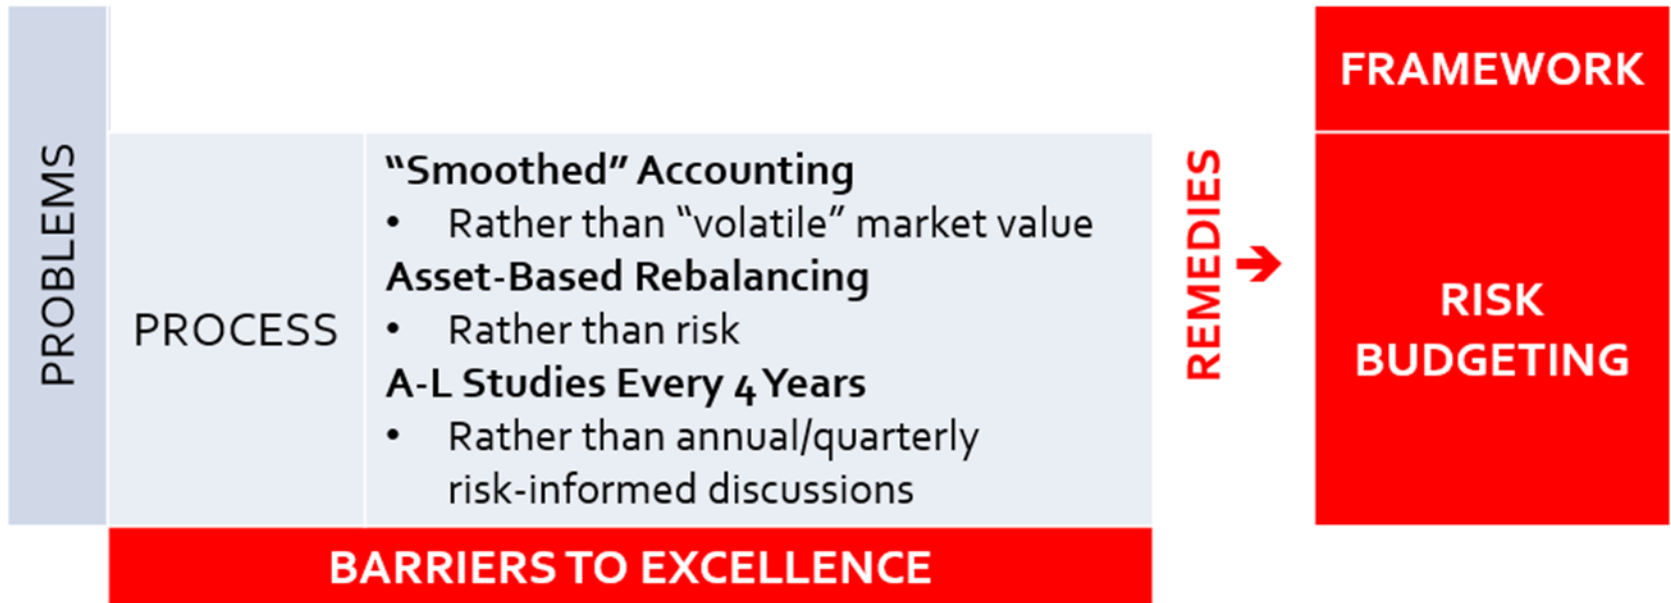 PROBLEMS
PROCESS
“Smoothed” Accounting
• Rather than “volatile” market value
Asset-Based Rebalancing
• Rather than risk
A-L Studies Every 4 Years
• Rather than annual/quarterly
risk-informed discussions
BARRIERS TO EXCELLENCE
REMEDIES →
FRAMEWORK
RISK
BUDGETING